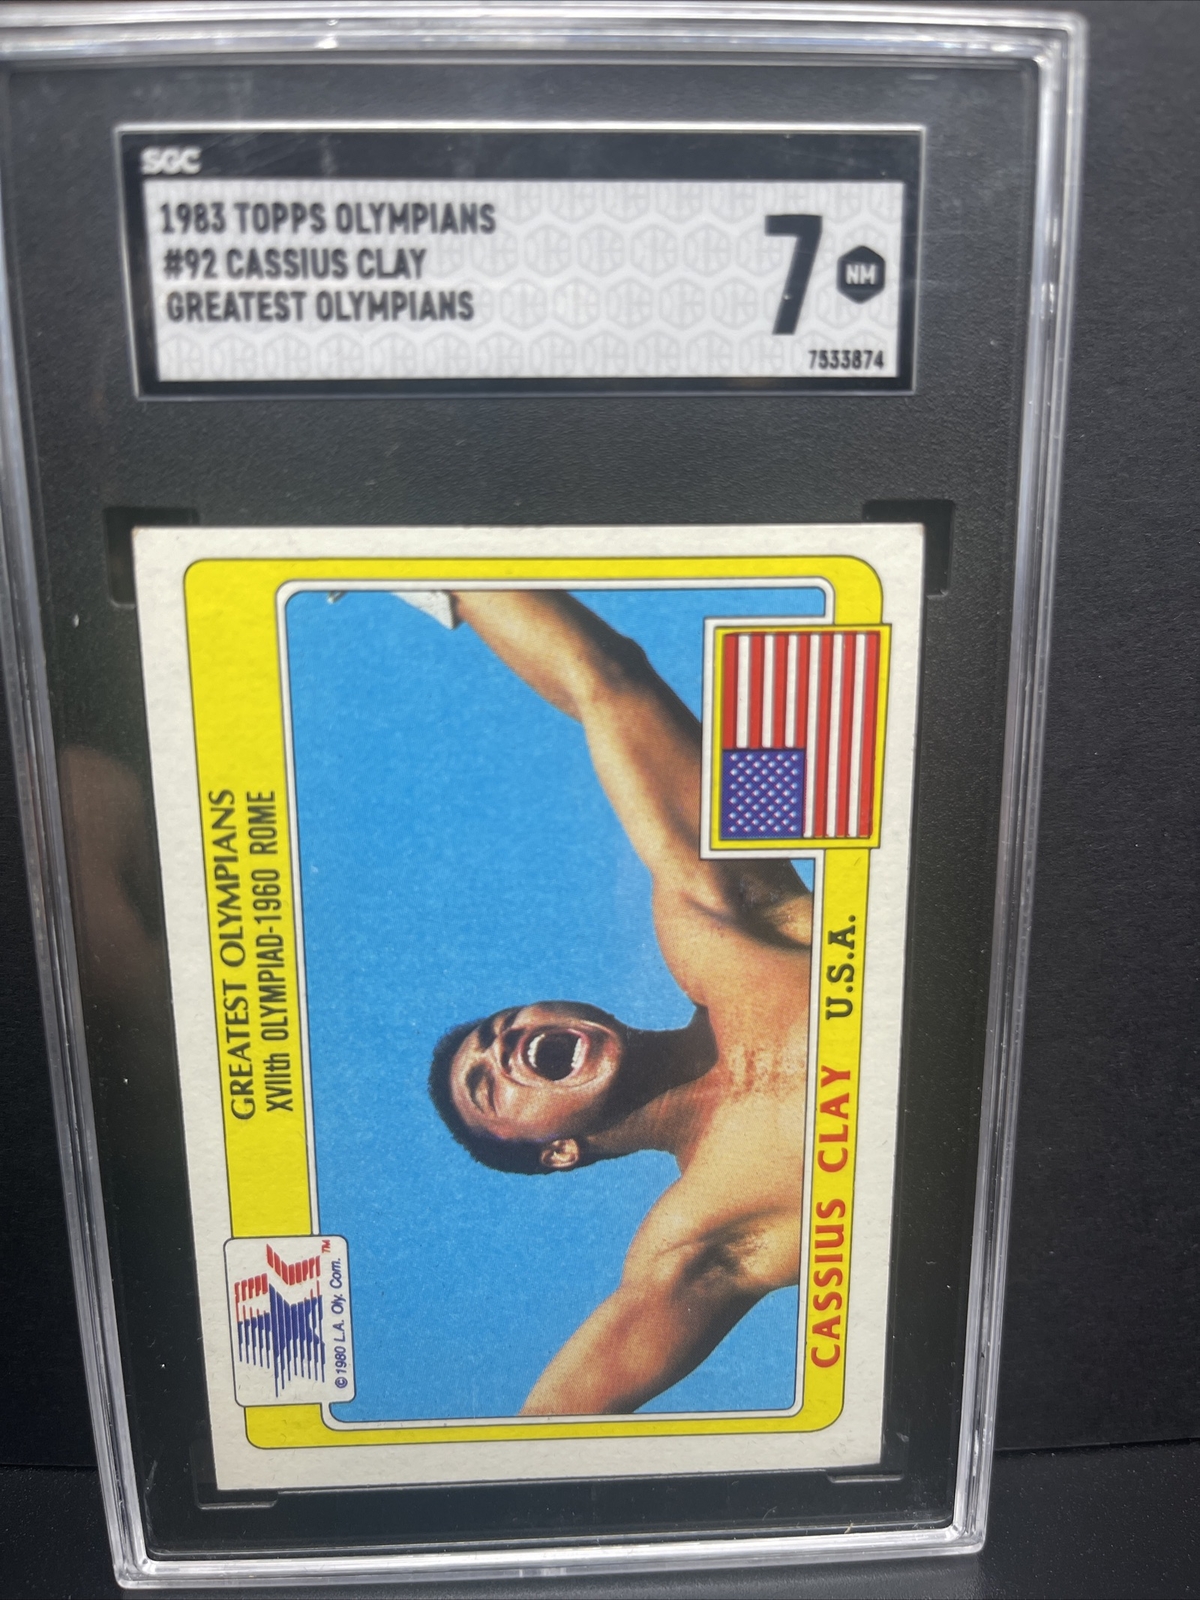 SGC
1983 TOPPS OLYMPIANS
#92 CASSIUS CLAY
GREATEST OLYMPIANS
7
NM
7533874
GREATEST OLYMPIANS
XVIIth OLYMPIAD-1960 ROME
TM
© 1980 L.A. Oly. Com.
CASSIUS CLAY U.S.A.